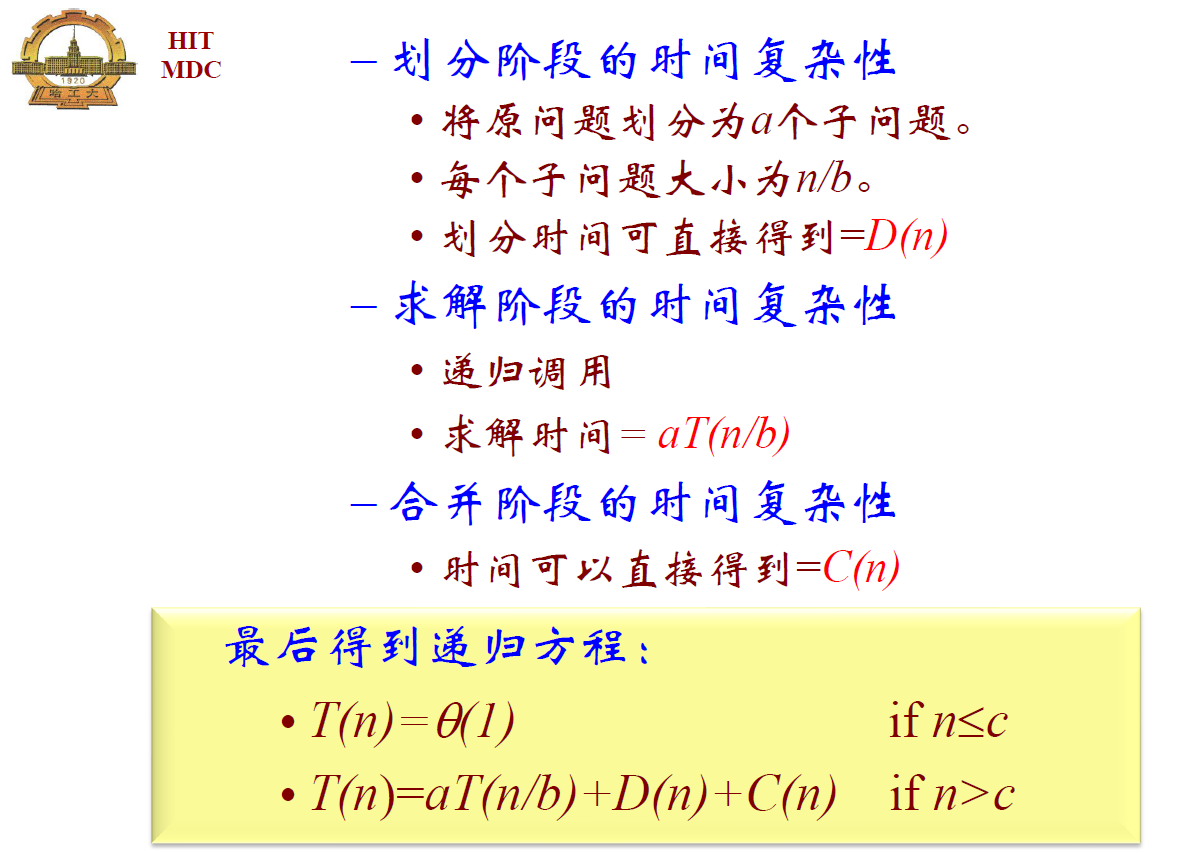 HIT
MDC
1920
哈工大
– 划分阶段的时间复杂性
• 将原问题划分为a个子问题。
• 每个子问题大小为n/b。
• 划分时间可直接得到=D(n)
– 求解阶段的时间复杂性
• 递归调用
• 求解时间= aT(n/b)
– 合并阶段的时间复杂性
• 时间可以直接得到=C(n)
最后得到递归方程:
• T(n)=θ(1) if n≤c
• T(n)=aT(n/b)+D(n)+C(n) if n>c